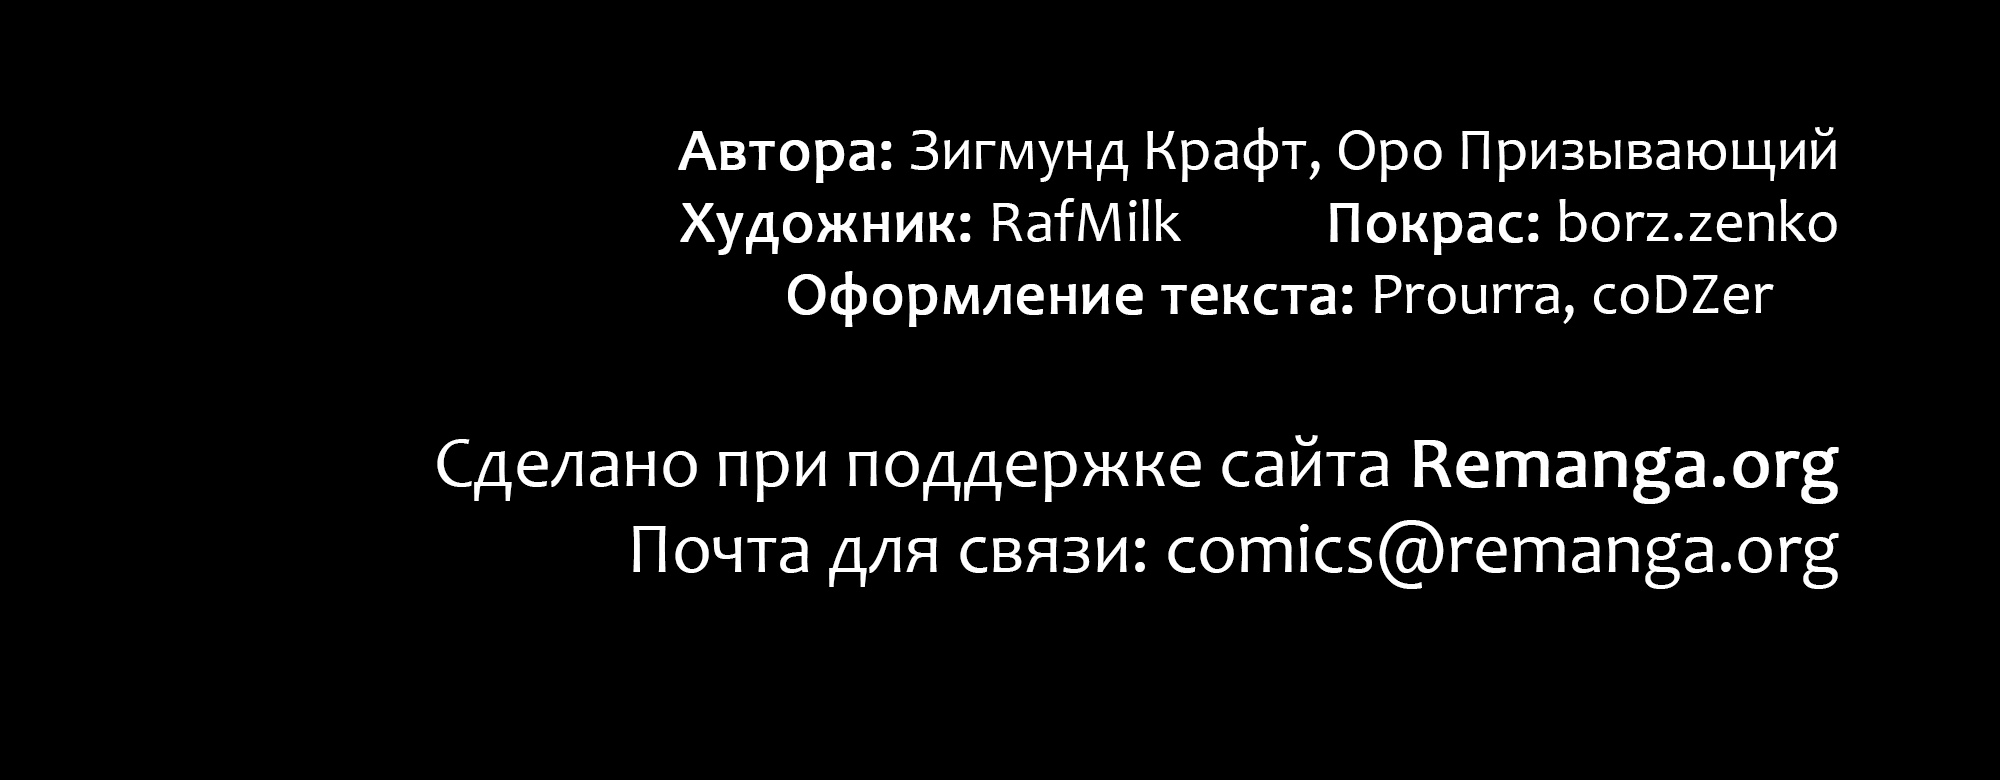 Автора: Зигмунд Крафт, Оро Призывающий
Художник: RafMilk Покрас: borz.zenko
Оформление текста: Prourra, coDZer
Сделано при поддержке сайта Remanga.org
Почта для связи: comics@remanga.org